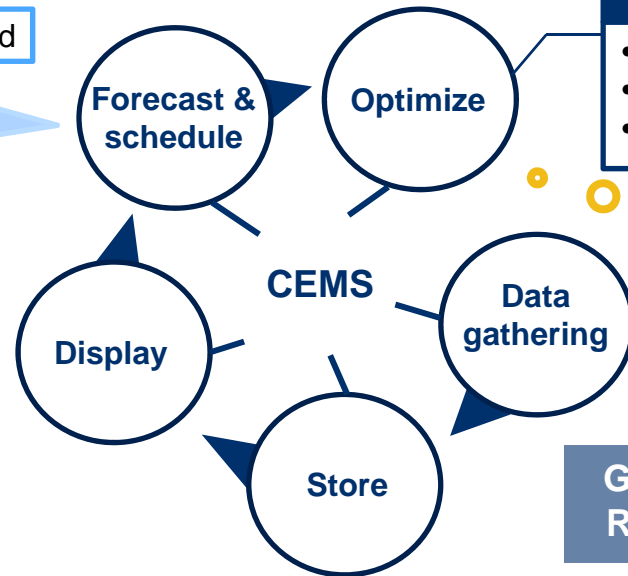 d
Forecast &
schedule
Optimize
•
•
•
CEMS
Data
gathering
Display
Store
G
R